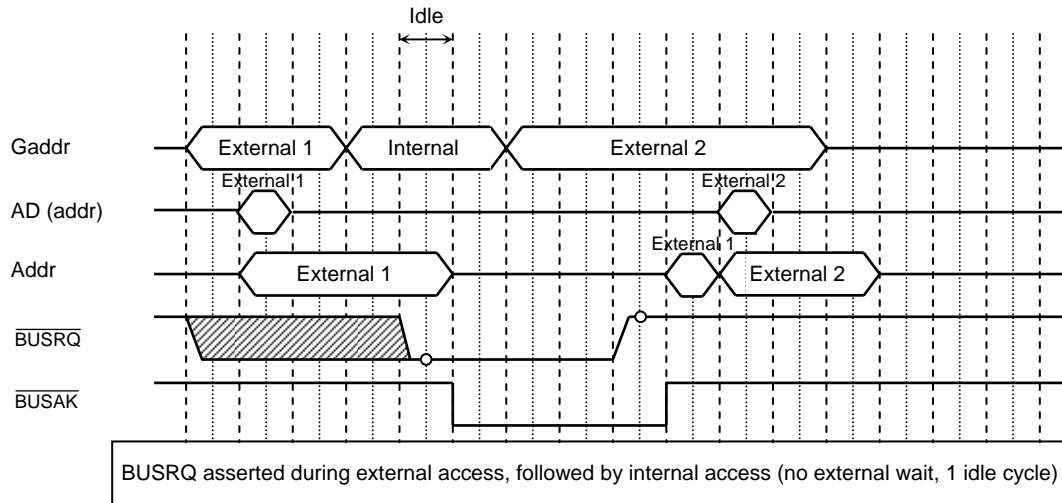 Idle
Gaddr
External 1
Internal
External 2
External 1
External 2
AD (addr)
External 1
Addr
External 1
External 2
BUSRQ
BUSAK
BUSRQ asserted during external access, followed by internal access (no external wait, 1 idle cycle)